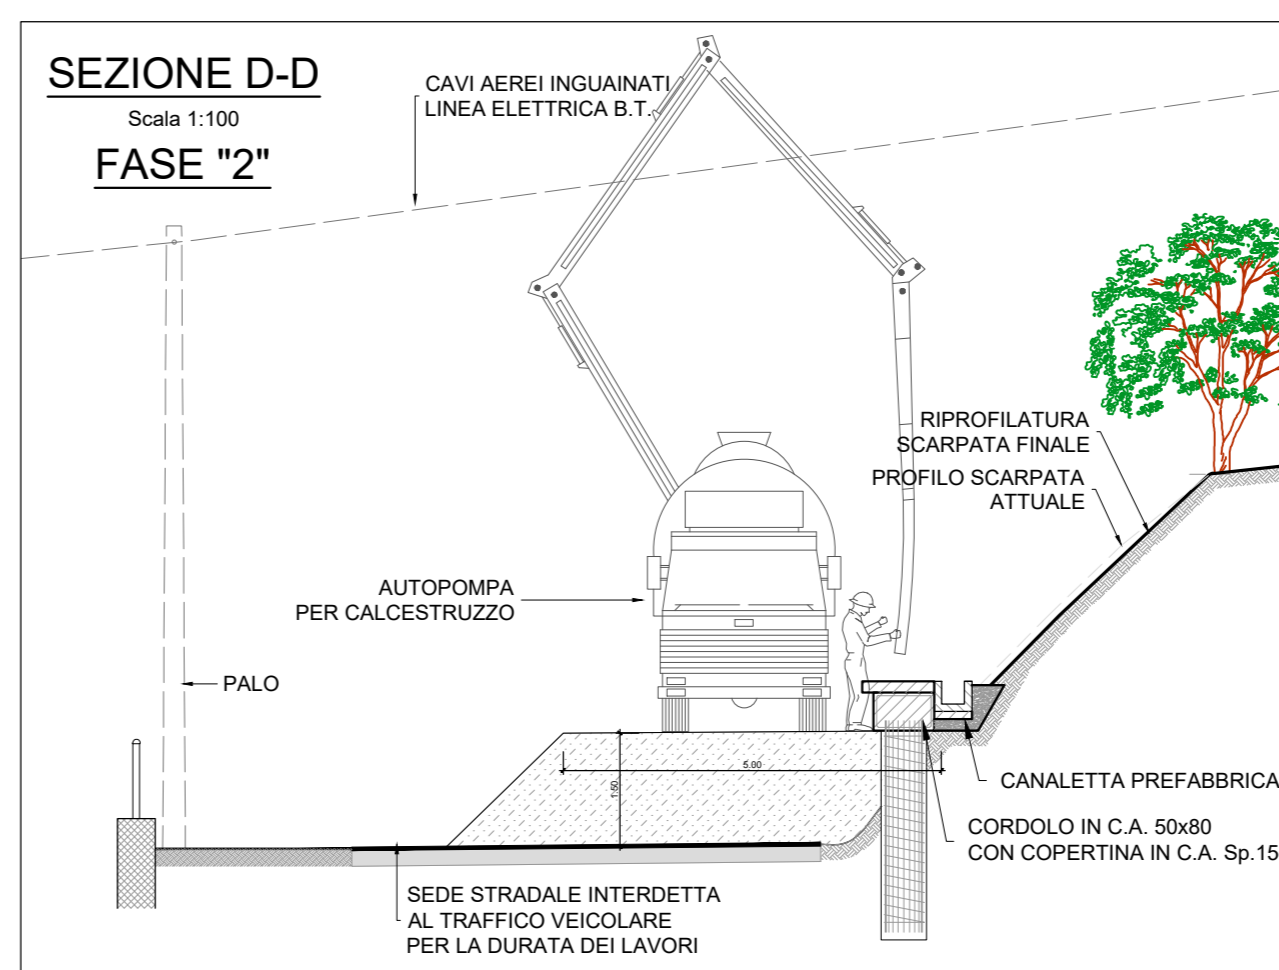 SEZIONE D-D
Scala 1:100
FASE "2"
CAVI AEREI INGUAINATI
LINEA ELETTRICA B.T.
RIPROFILATURA
SCARPATA FINALE
PROFILO SCARPATA
ATTUALE
AUTOPOMPA
PER CALCESTRUZZO
PALO
5.00
1.50
CANALETTA PREFABBRICA
CORDOLO IN C.A. 50x80
CON COPERTINA IN C.A. Sp.15
SEDE STRADALE INTERDETTA
AL TRAFFICO VEICOLARE
PER LA DURATA DEI LAVORI